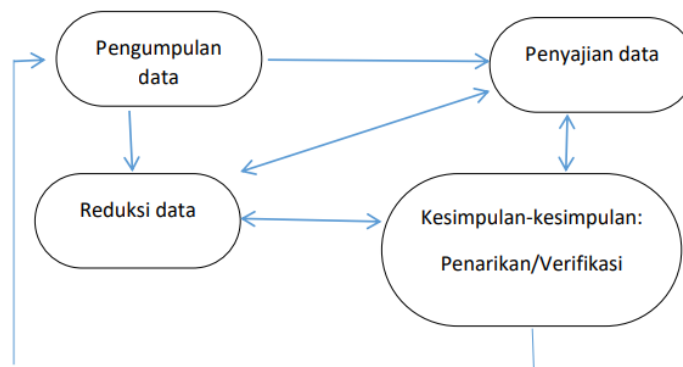 Pengumpulan
data
Penyajian data
Reduksi data
Kesimpulan-kesimpulan:
Penarikan/Verifikasi